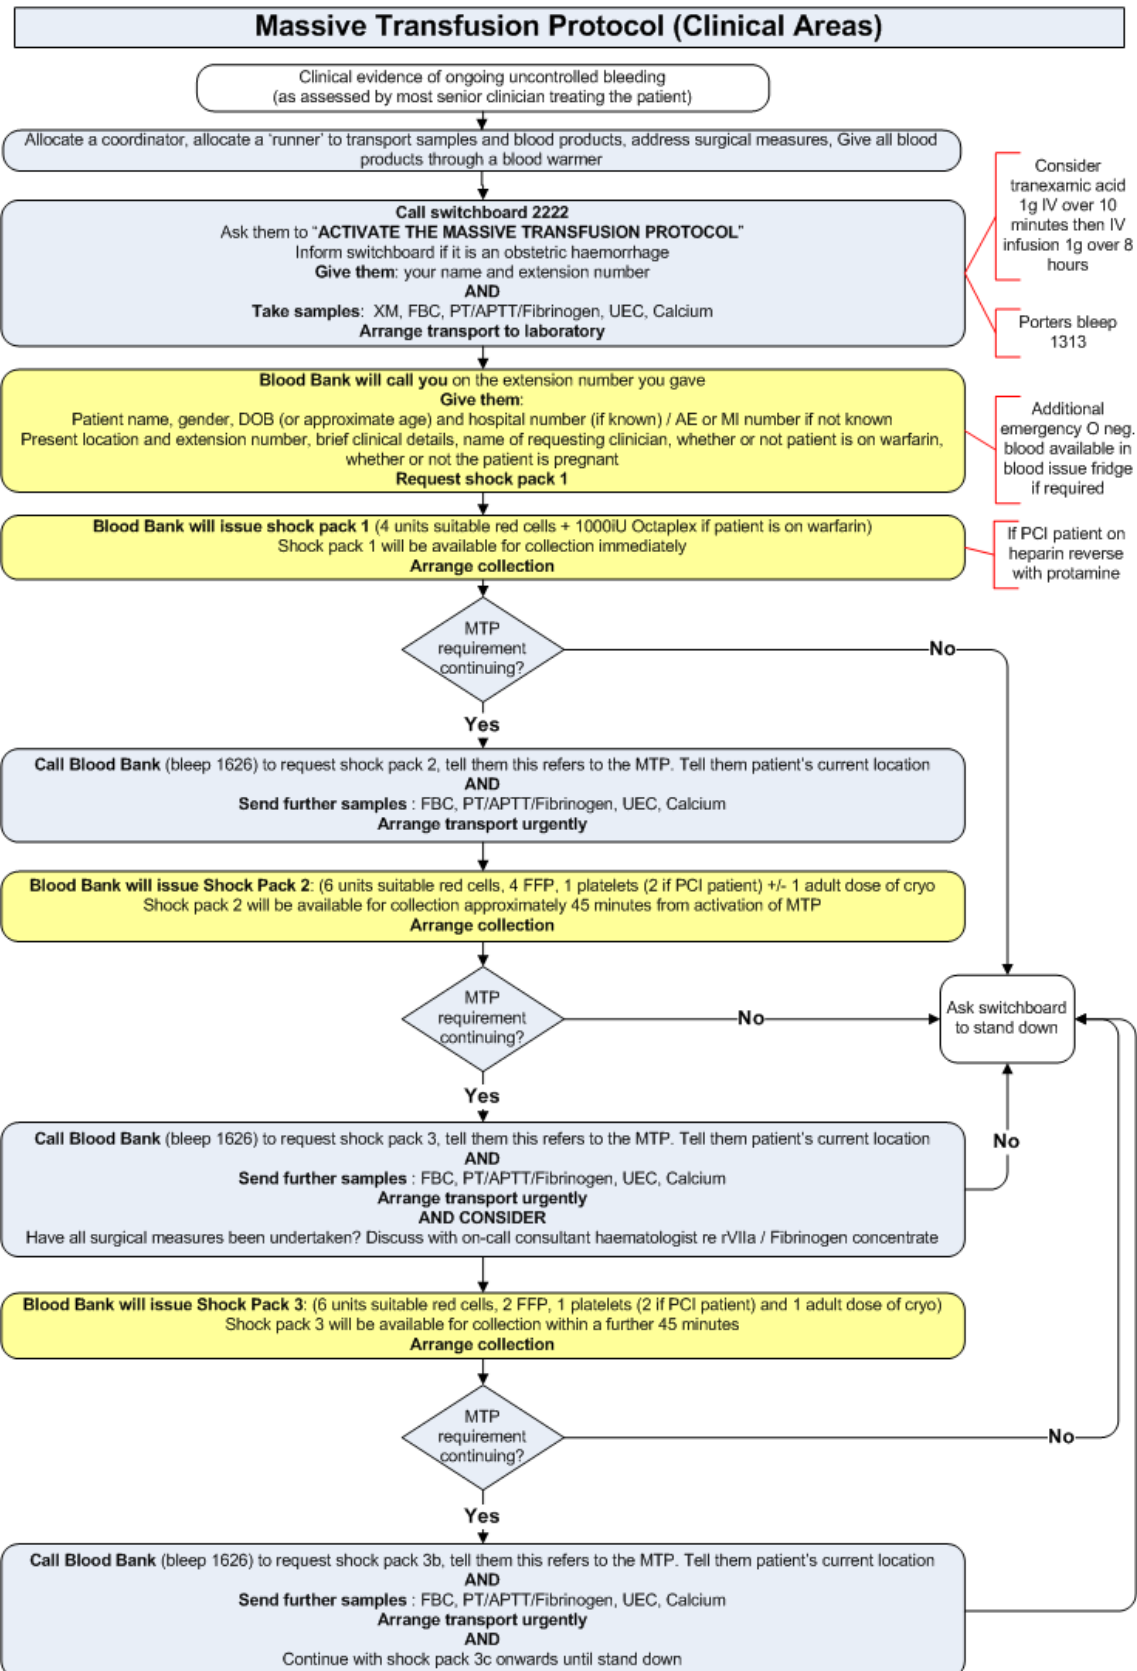 Massive Transfusion Protocol (Clinical Areas)
Clinical evidence of ongoing uncontrolled bleeding
(as assessed by most senior clinician treating the patient)
Allocate a coordinator, allocate a ‘runner’ to transport samples and blood products, address surgical measures, Give all blood
products through a blood warmer
Call switchboard 2222
Ask them to “ACTIVATE THE MASSIVE TRANSFUSION PROTOCOL”
Inform switchboard if it is an obstetric haemorrhage
Give them: your name and extension number
AND
Take samples: XM, FBC, PT/APTT/Fibrinogen, UEC, Calcium
Arrange transport to laboratory
Consider
tranexamic acid
1g IV over 10
minutes then IV
infusion 1g over 8
hours
Porters bleep
1313
Blood Bank will call you on the extension number you gave
Give them:
Patient name, gender, DOB (or approximate age) and hospital number (if known) / AE or MI number if not known
Present location and extension number, brief clinical details, name of requesting clinician, whether or not patient is on warfarin,
whether or not the patient is pregnant
Request shock pack 1
Additional
emergency O neg.
blood available in
blood issue fridge
if required
Blood Bank will issue shock pack 1 (4 units suitable red cells + 1000iU Octaplex if patient is on warfarin)
Shock pack 1 will be available for collection immediately
Arrange collection
If PCI patient on
heparin reverse
with protamine
MTP
requirement
continuing?
No
Yes
Call Blood Bank (bleep 1626) to request shock pack 2, tell them this refers to the MTP. Tell them patient's current location
AND
Send further samples : FBC, PT/APTT/Fibrinogen, UEC, Calcium
Arrange transport urgently
Blood Bank will issue Shock Pack 2: (6 units suitable red cells, 4 FFP, 1 platelets (2 if PCI patient) +/- 1 adult dose of cryo
Shock pack 2 will be available for collection approximately 45 minutes from activation of MTP
Arrange collection
MTP
requirement
continuing?
No
Ask switchboard
to stand down
Yes
Call Blood Bank (bleep 1626) to request shock pack 3, tell them this refers to the MTP. Tell them patient's current location
AND
Send further samples : FBC, PT/APTT/Fibrinogen, UEC, Calcium
Arrange transport urgently
AND CONSIDER
Have all surgical measures been undertaken? Discuss with on-call consultant haematologist re rVIIa / Fibrinogen concentrate
No
Blood Bank will issue Shock Pack 3: (6 units suitable red cells, 2 FFP, 1 platelets (2 if PCI patient) and 1 adult dose of cryo)
Shock pack 3 will be available for collection within a further 45 minutes
Arrange collection
MTP
requirement
continuing?
No
Yes
Call Blood Bank (bleep 1626) to request shock pack 3b, tell them this refers to the MTP. Tell them patient's current location
AND
Send further samples : FBC, PT/APTT/Fibrinogen, UEC, Calcium
Arrange transport urgently
AND
Continue with shock pack 3c onwards until stand down